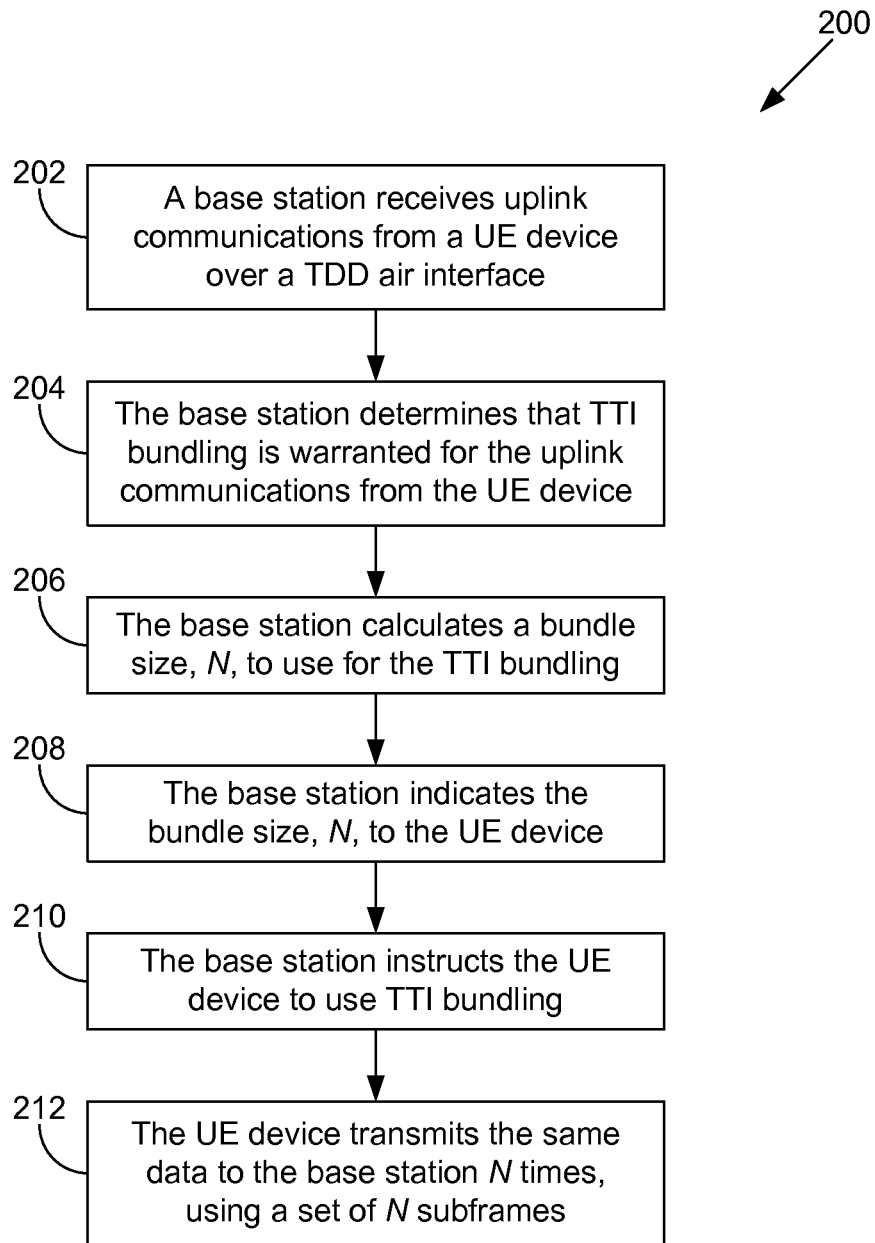 200
202
A base station receives uplink
communications from a UE device
over a TDD air interface
204
The base station determines that TTI
bundling is warranted for the uplink
communications from the UE device
206
The base station calculates a bundle
size, N, to use for the TTI bundling
208
The base station indicates the
bundle size, N, to the UE device
210
The base station instructs the UE
device to use TTI bundling
212
The UE device transmits the same
data to the base station N times,
using a set of N subframes